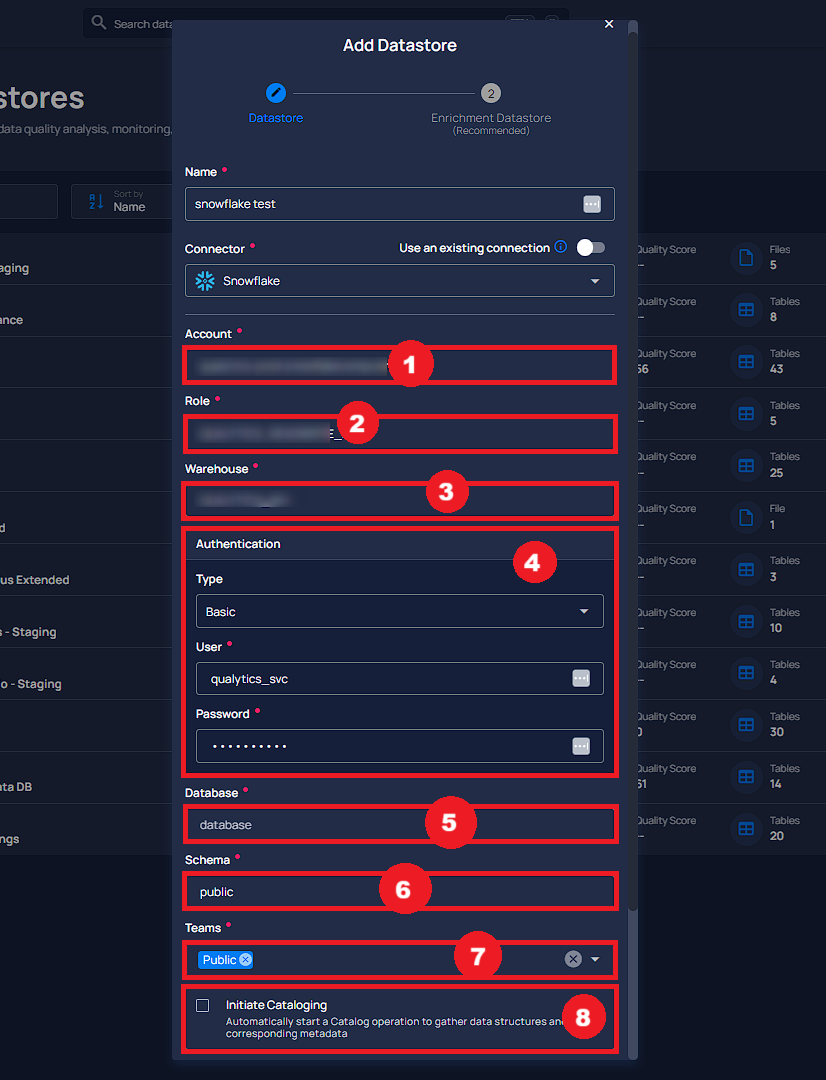 Search data
Add Datastore
×
stores
data quality analysis, monitoring,
Sort by
Name
Datastore
2
Enrichment Datastore
(Recommended)
Name *
snowflake test
Connector *
Use an existing connection
Snowflake
Account *
1
Role *
2
Warehouse *
3
Authentication
4
Type
Basic
User *
qualytics_svc
Password *
••••••••••
Database *
database
5
Schema *
public
6
Teams *
Public
7
Initiate Cataloging
Automatically start a Catalog operation to gather data structures and
corresponding metadata
8
aging
ance
d
us Extended
s - Staging
o - Staging
ata DB
ngs
Quality Score
Files
5
Quality Score
Tables
8
Quality Score
56
Tables
43
Quality Score
Tables
5
Quality Score
Tables
25
Quality Score
File
1
Quality Score
Tables
3
Quality Score
Tables
10
Quality Score
Tables
4
Quality Score
0
Tables
30
Quality Score
61
Tables
14
Quality Score
Tables
20